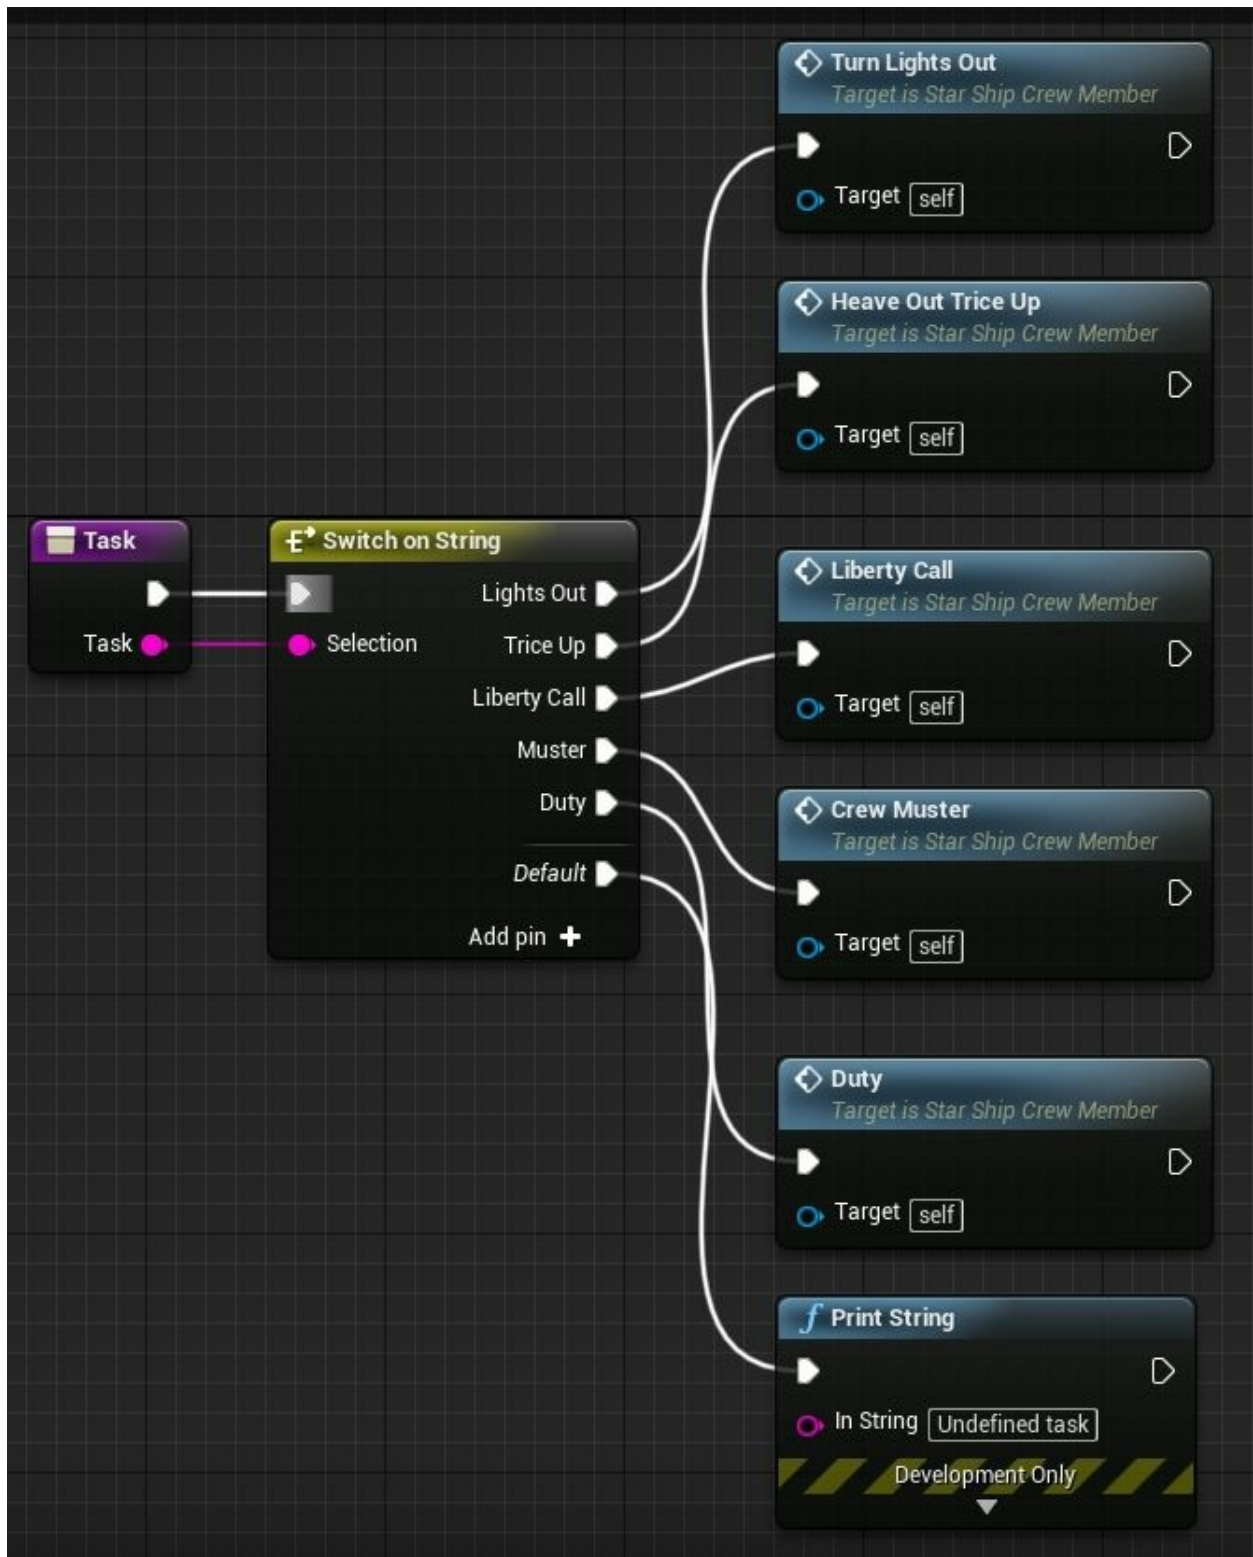 Task
Task
Switch on String
Selection
Lights Out
Trice Up
Liberty Call
Muster
Duty
Default
Add pin
Turn Lights Out
Target is Star Ship Crew Member
Target self
Heave Out Trice Up
Target is Star Ship Crew Member
Target self
Liberty Call
Target is Star Ship Crew Member
Target self
Crew Muster
Target is Star Ship Crew Member
Target self
Duty
Target is Star Ship Crew Member
Target self
Print String
In String Undefined task
Development Only